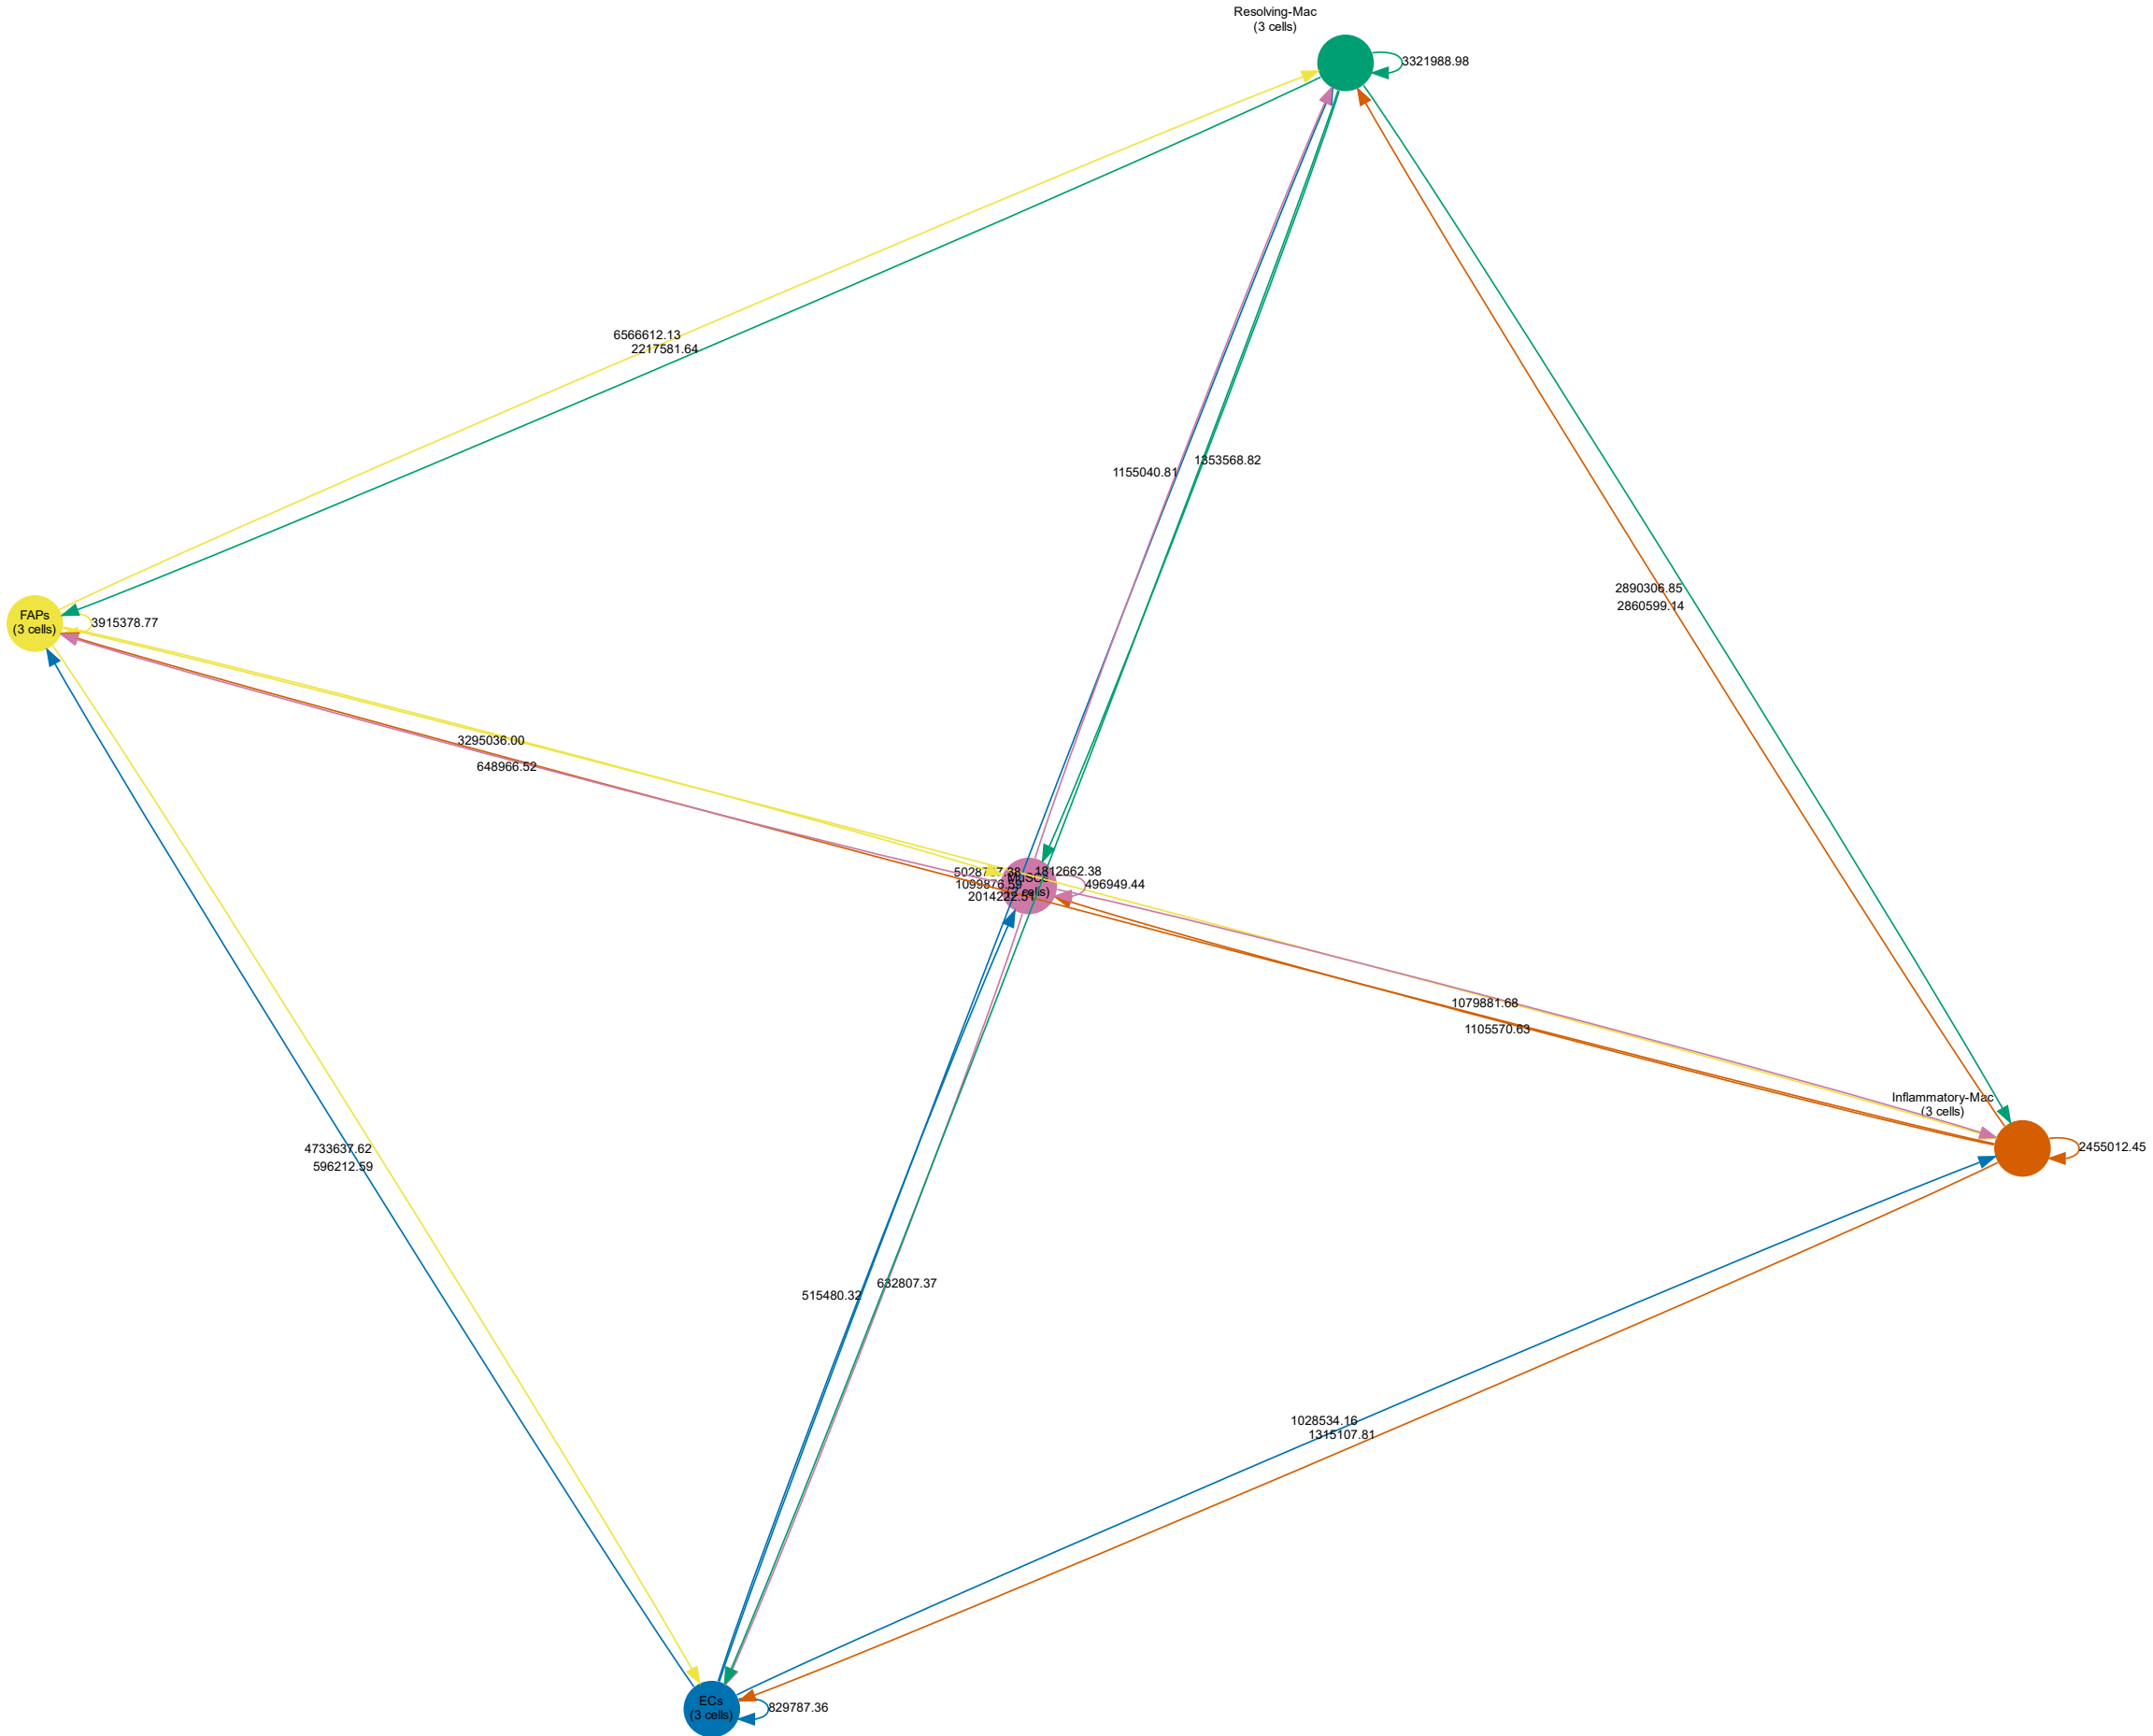 Resolving-Mac
(3 cells)
3321988.98
6566612.13
2217581.64
1155040.81
1353568.82
2890306.85
2860599.14
FAPs
(3 cells)
3915378.77
3295036.00
648966.52
1812662.38
1099876.59
496949.44
2014222.51
cells)
1079881.68
1105570.63
Inflammatory-Mac
(3 cells)
2455012.45
4733637.62
596212.59
515480.32
632807.37
1028534.16
1315107.81
ECs
(3 cells)
829787.36